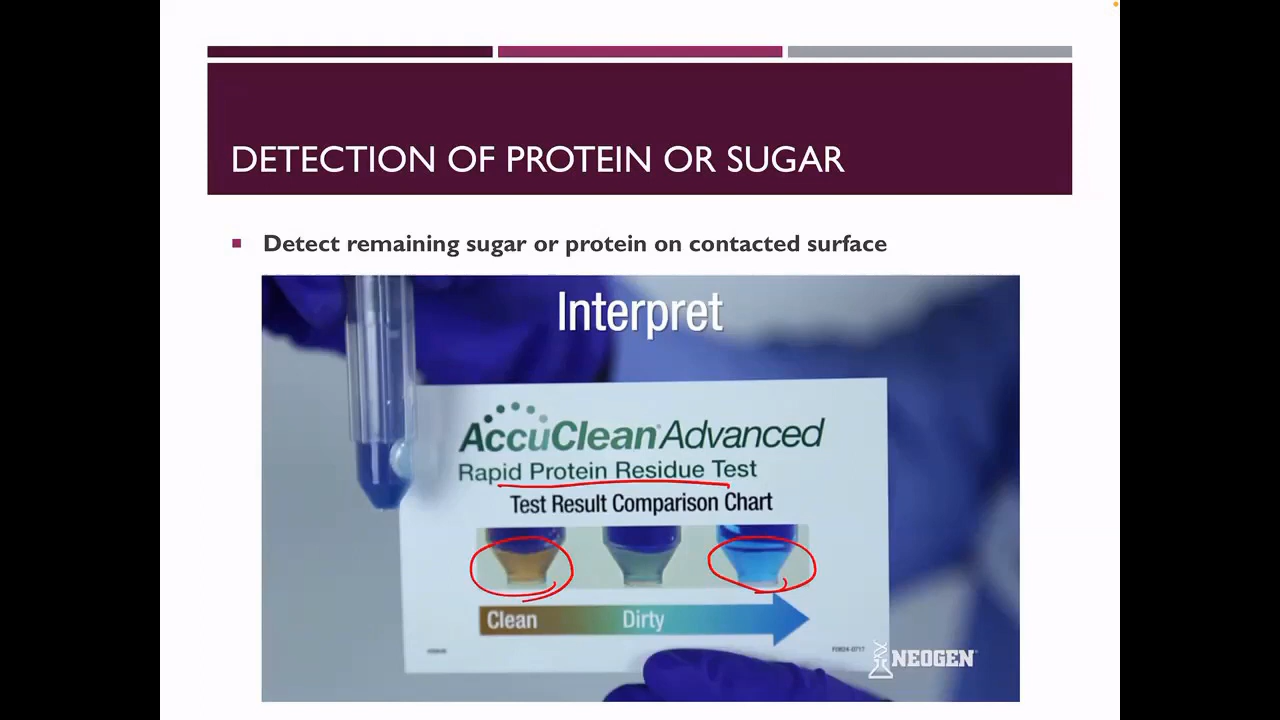 DETECTION OF PROTEIN OR SUGAR
Detect remaining sugar or protein on contacted surface
Interpret
AccuClean Advanced
Rapid Protein Residue Test
Test Result Comparison Chart
Clean Dirty
NEOGEN